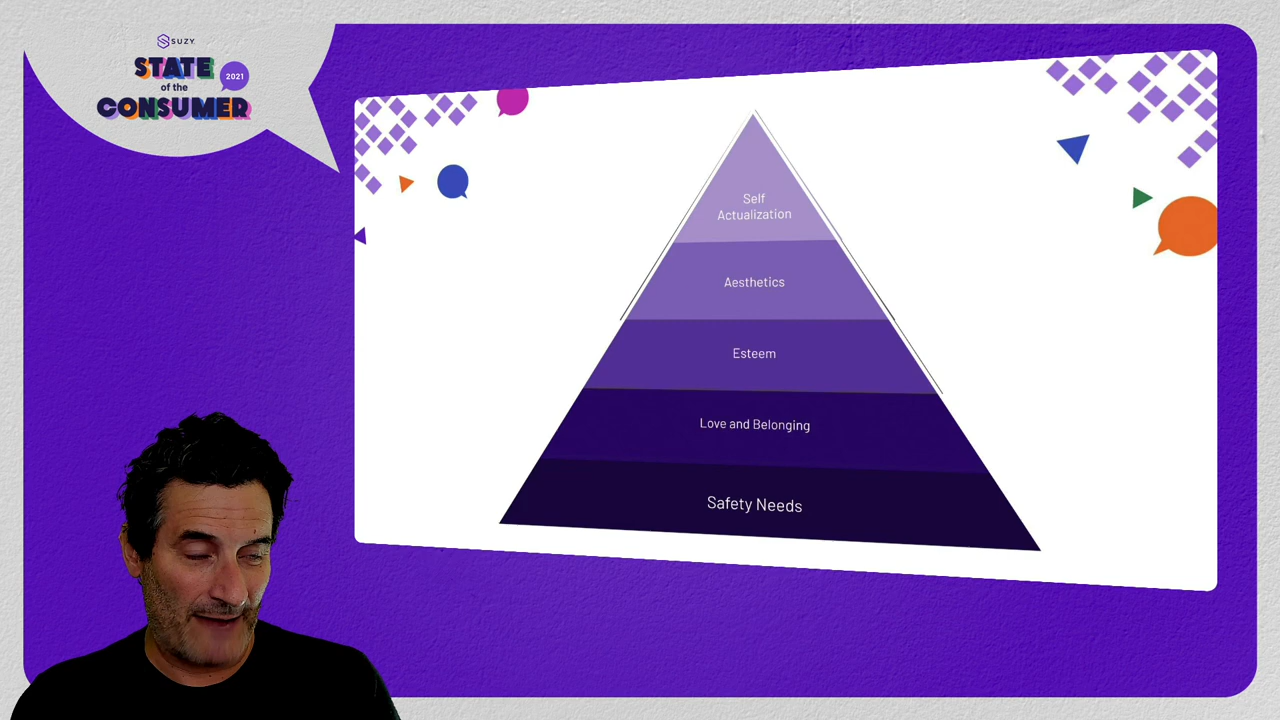 SUZY
STATE
2021
of the
CONSUMER
Self
Actualization
Aesthetics
Esteem
Love and Belonging
Safety Needs